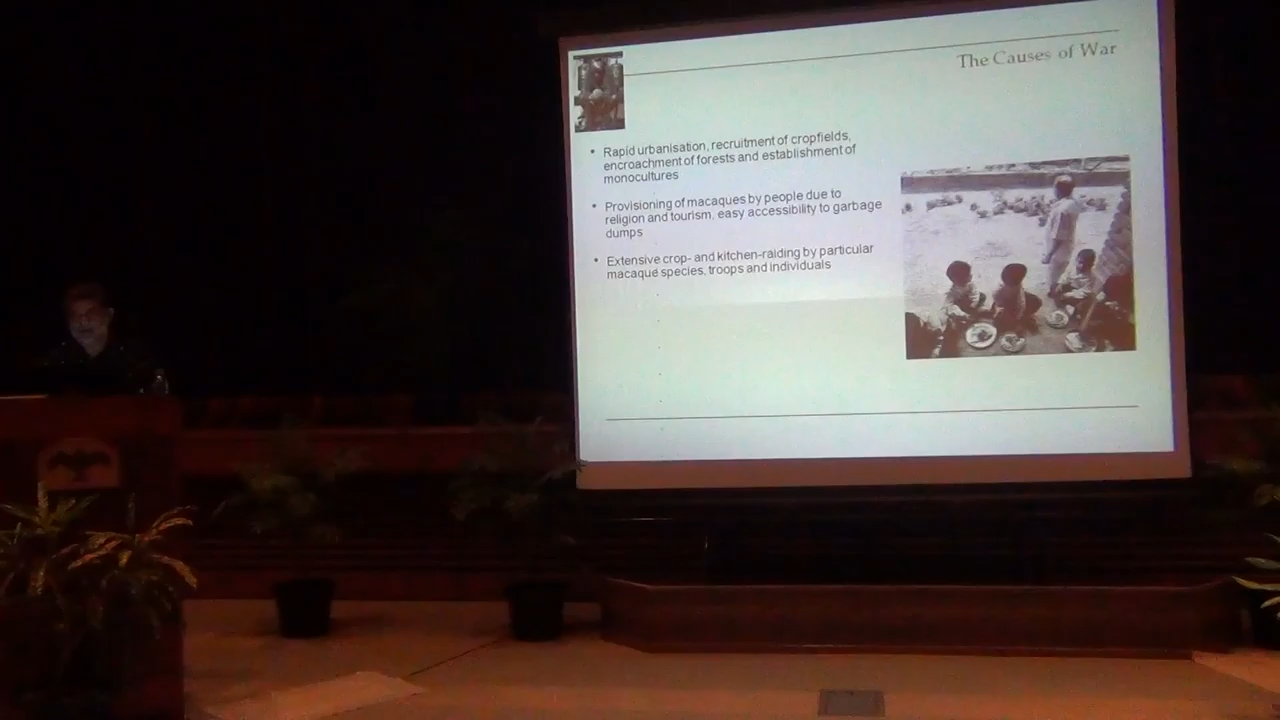 The Causes of War
• Rapid urbanisation, recruitment of cropfields,
encroachment of forests and establishment of
monocultures
• Provisioning of macaques by people due to
religion and tourism, easy accessibility to garbage
dumps
• Extensive crop- and kitchen-raiding by particular
macaque species, troops and individuals